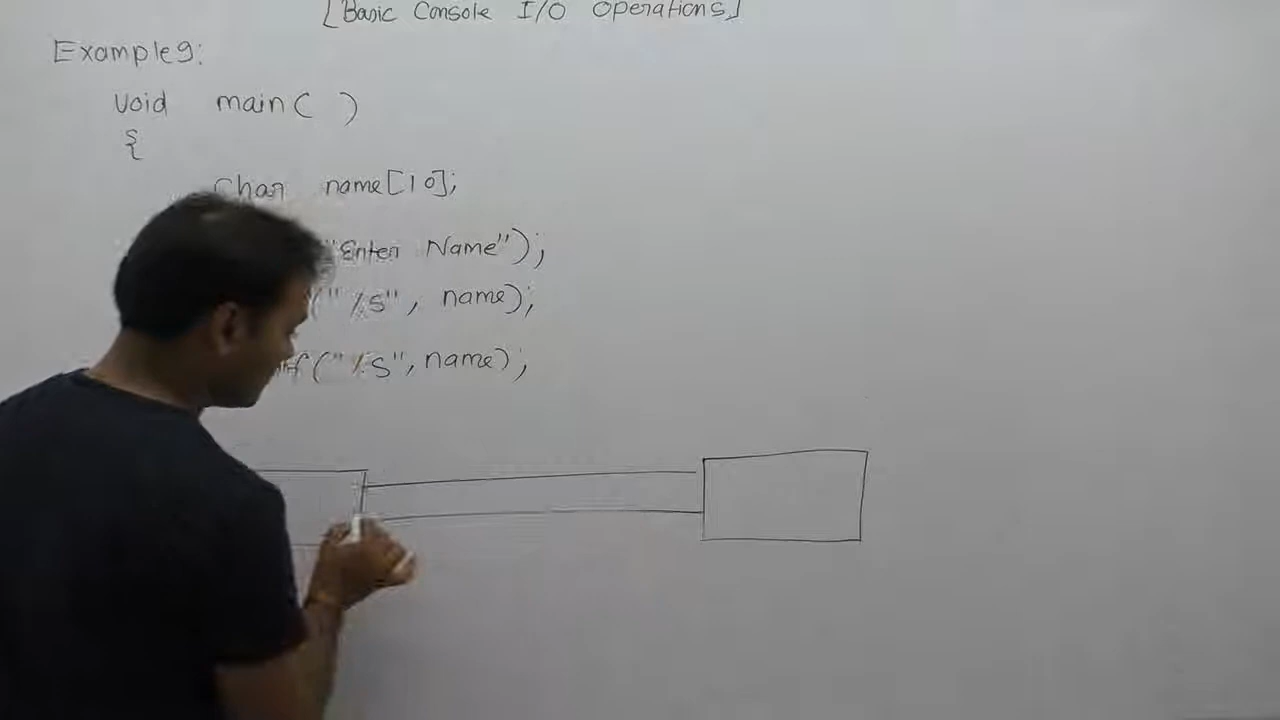 [Basic Console I/O Operations]
Example9:
void main( )
{
char name[10];
"Enter Name");
("%s", name);
f("%s", name);